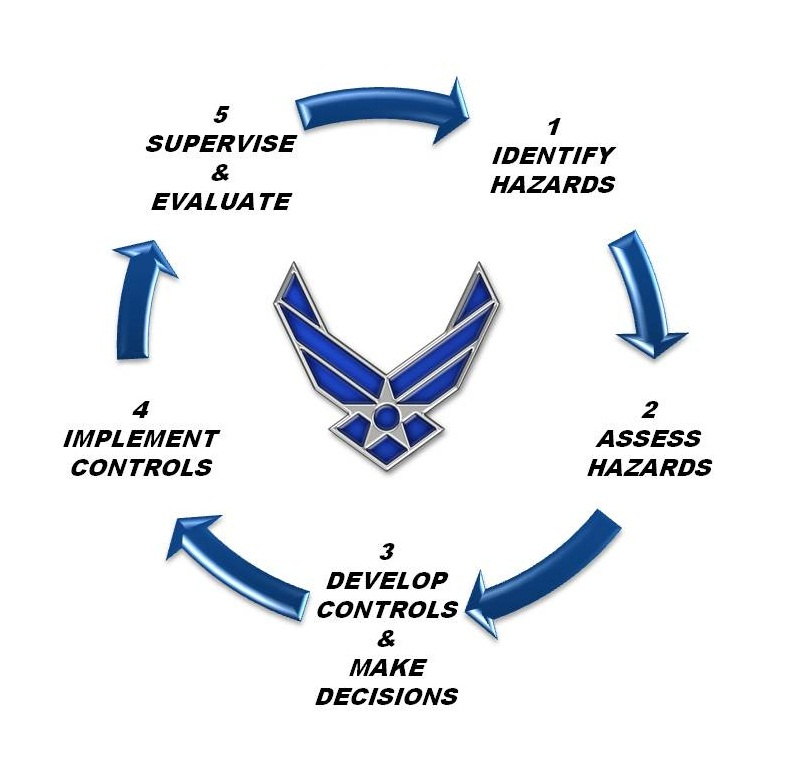 1
IDENTIFY
HAZARDS
2
ASSESS
HAZARDS
3
DEVELOP
CONTROLS
&
MAKE
DECISIONS
4
IMPLEMENT
CONTROLS
5
SUPERVISE
&
EVALUATE